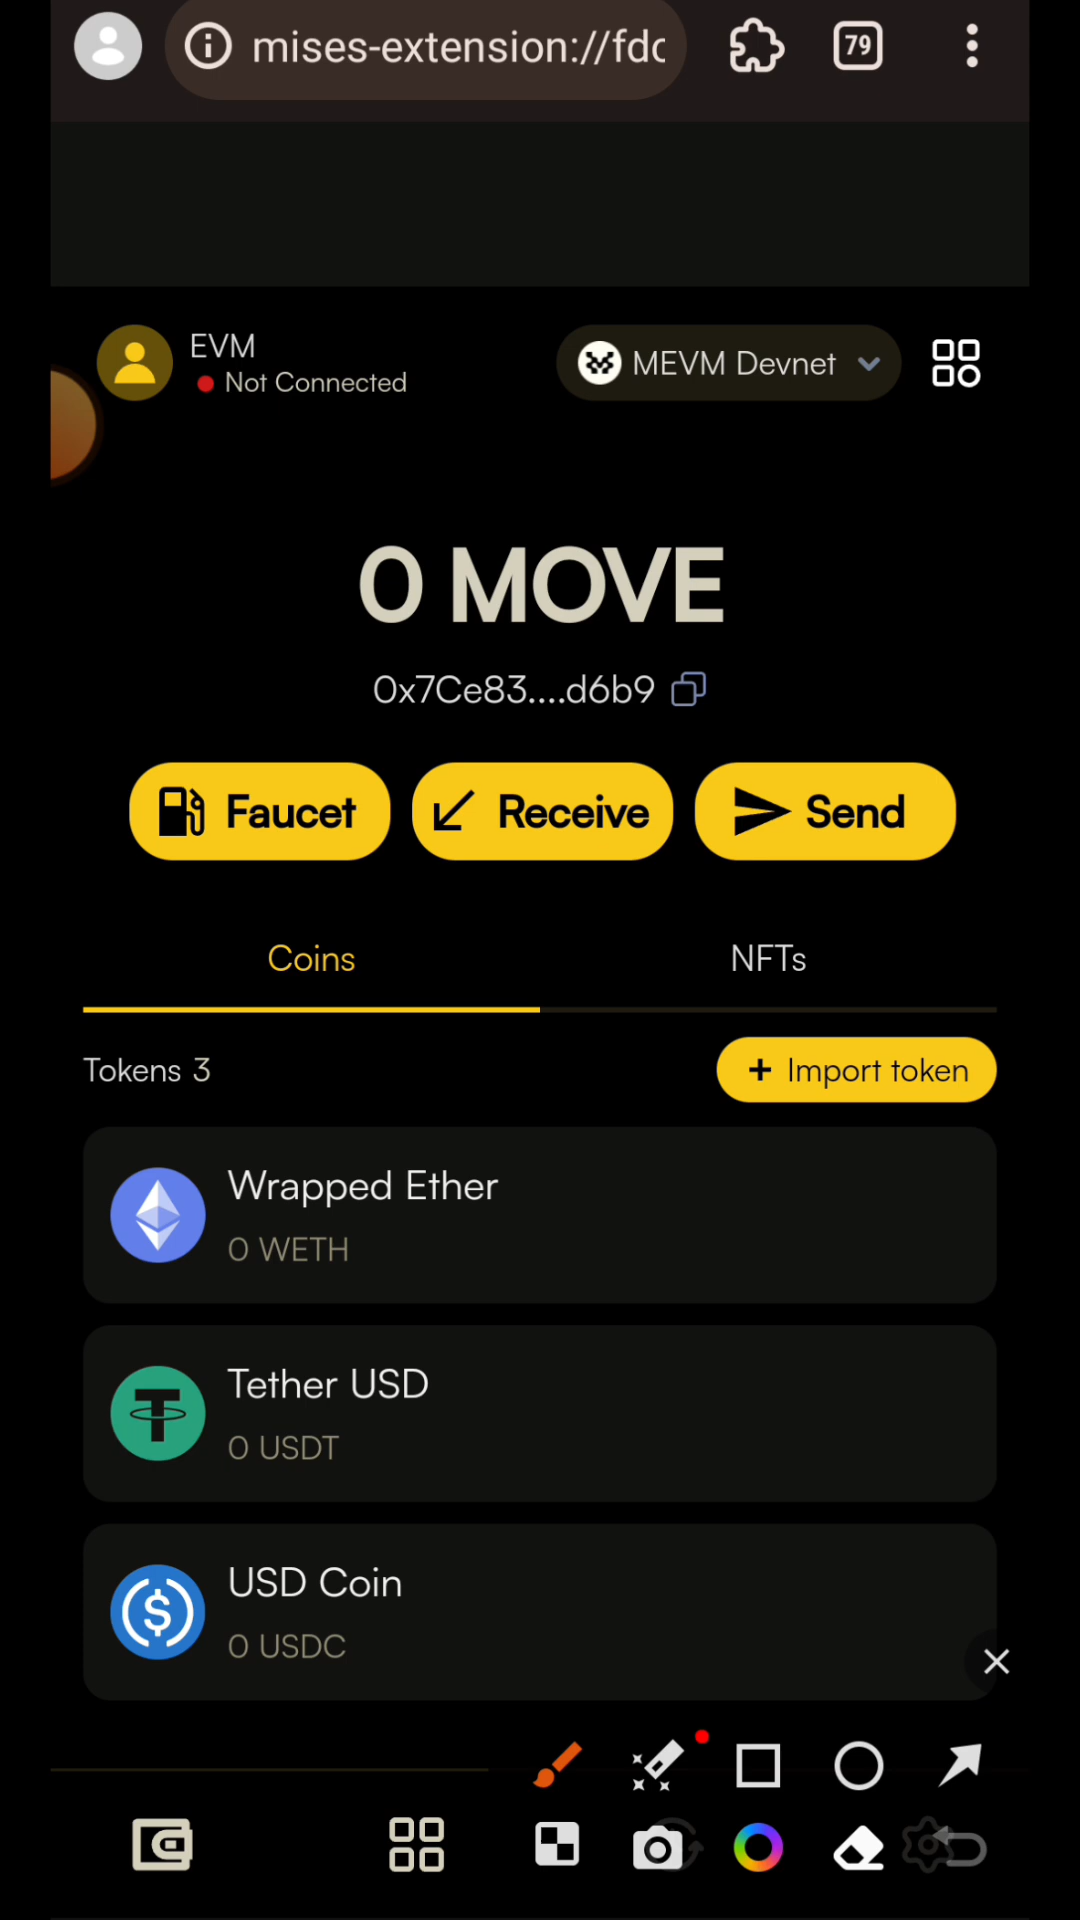 mises-extension://fdc
79
EVM
Not Connected
MEVM Devnet
0 MOVE
0x7Ce83....d6b9
Faucet
Receive
Send
Coins
NFTs
Tokens 3
+ Import token
Wrapped Ether
0 WETH
Tether USD
0 USDT
USD Coin
0 USDC